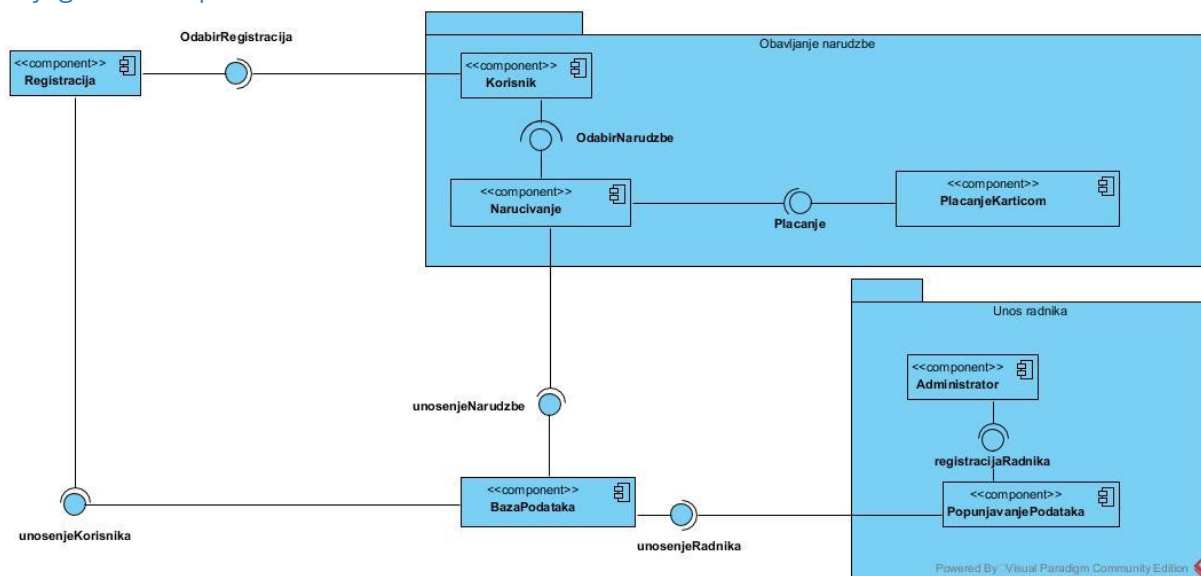 OdabirRegistracija
Obavljanje narudzbe
<<component>>
Registracija
<<component>>
Korisnik
OdabirNarudzbe
<<component>>
Narucivanje
<<component>>
PlacanjeKarticom
Placanje
Unos radnika
<<component>>
Administrator
unosenjeNarudzbe
registracijaRadnika
<<component>>
BazaPodataka
<<component>>
PopunjavanjePodataka
unosenjeKorisnika
unosenjeRadnika
Powered By Visual Paradigm Community Edition